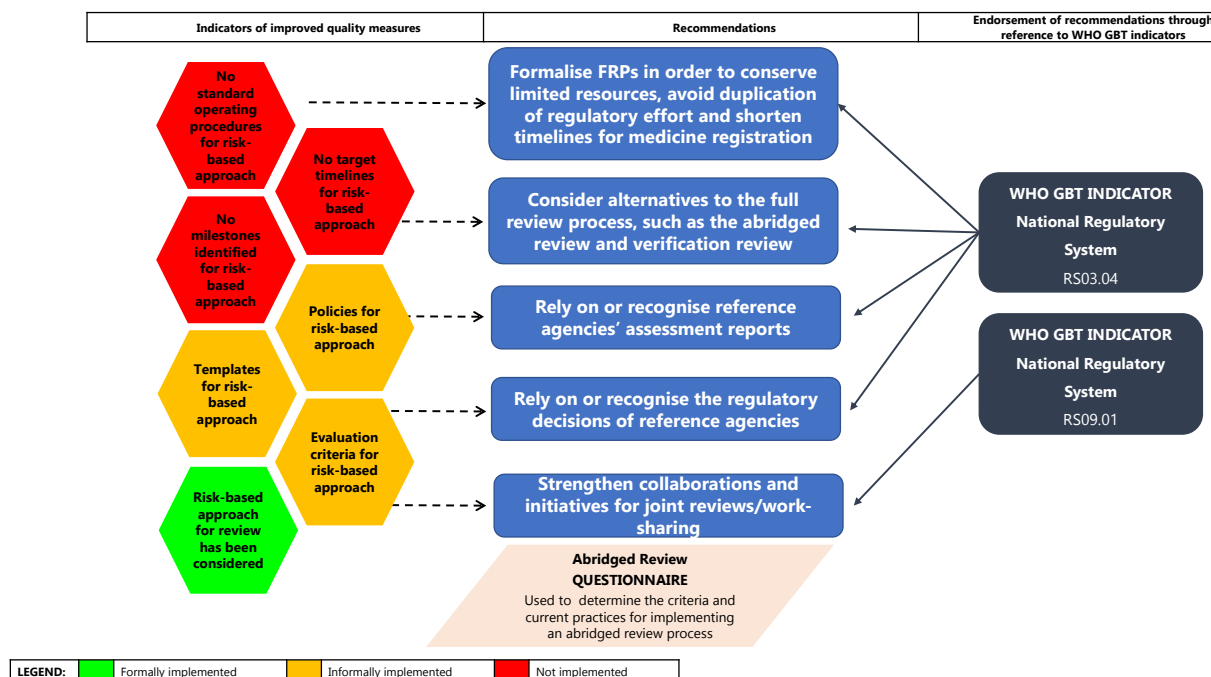 Indicators of improved quality measures
Recommendations
Endorsement of recommendations through
reference to WHO GBT indicators
No
standard
operating
procedures
for risk-
based
approach
No target
timelines
for risk-
based
approach
No
milestones
identified
for risk-
based
approach
Policies for
risk-based
approach
Templates
for risk-
based
approach
Evaluation
criteria for
risk-based
approach
Risk-based
approach
for review
has been
considered
Formalise FRPs in order to conserve
limited resources, avoid duplication
of regulatory effort and shorten
timelines for medicine registration
Consider alternatives to the full
review process, such as the abridged
review and verification review
Rely on or recognise reference
agencies’ assessment reports
Rely on or recognise the regulatory
decisions of reference agencies
Strengthen collaborations and
initiatives for joint reviews/work-
sharing
WHO GBT INDICATOR
National Regulatory
System
RS03.04
WHO GBT INDICATOR
National Regulatory
System
RS09.01
Abridged Review
QUESTIONNAIRE
Used to determine the criteria and
current practices for implementing
an abridged review process
LEGEND:
Formally implemented
Informally implemented
Not implemented